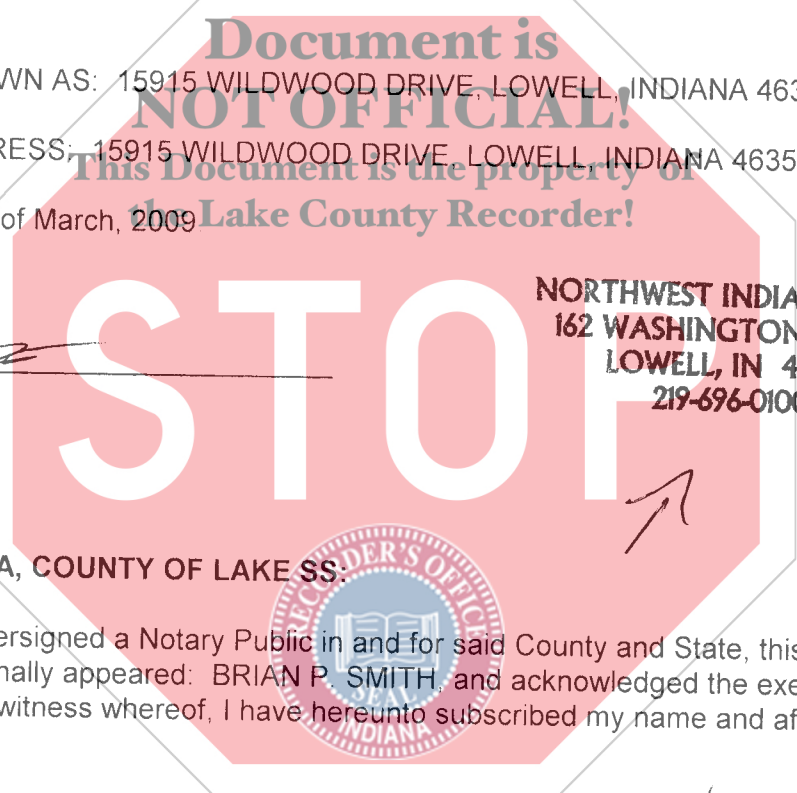 Document is
WN AS: 15915 WILDWOOD DRIVE, LOWELL, INDIANA 463
NOT OFFICIAL!
RESS; 15915 WILDWOOD DRIVE, LOWELL, INDIANA 4635
This Document is the property of
of March, 2009
the Lake County Recorder!
STOP
NORTHWEST INDIA
162 WASHINGTON
LOWELL, IN 4
219-696-0100
A, COUNTY OF LAKE SS:
RECORDER'S OFFICE
ersigned a Notary Public in and for said County and State, this
nally appeared: BRIAN P. SMITH, and acknowledged the exe
witness whereof, I have hereunto subscribed my name and af
SEAL
INDIANA